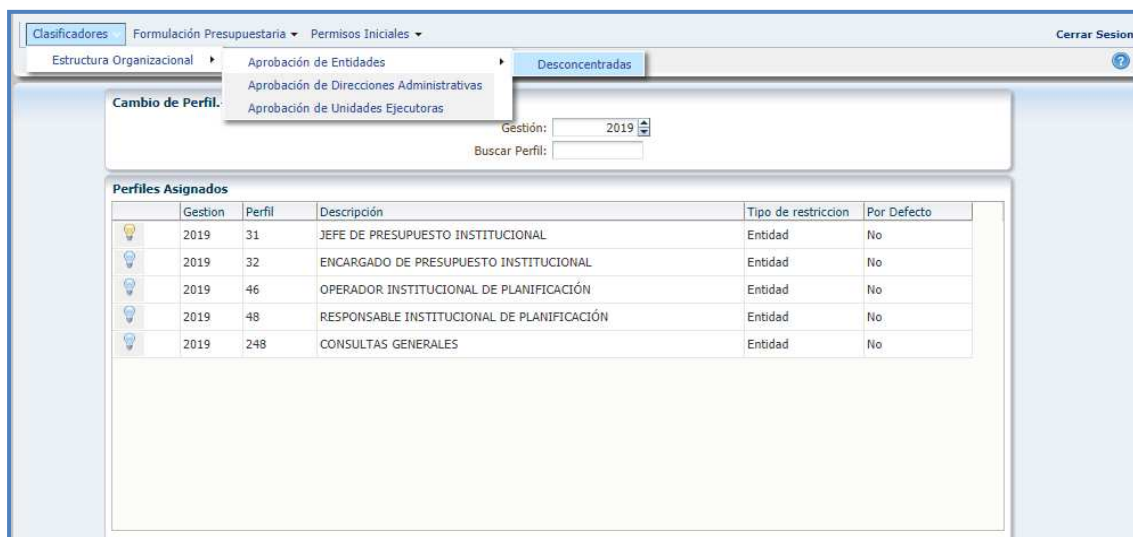 Clasificadores Formulación Presupuestaria Permisos Iniciales Cerrar Sesion
Estructura Organizacional Aprobación de Entidades Desconcentradas
Aprobación de Direcciones Administrativas
Aprobación de Unidades Ejecutoras
Cambio de Perfil.-
Gestión: 2019
Buscar Perfil:
Perfiles Asignados
Gestion Perfil Descripción Tipo de restriccion Por Defecto
2019 31 JEFE DE PRESUPUESTO INSTITUCIONAL Entidad No
2019 32 ENCARGADO DE PRESUPUESTO INSTITUCIONAL Entidad No
2019 46 OPERADOR INSTITUCIONAL DE PLANIFICACIÓN Entidad No
2019 48 RESPONSABLE INSTITUCIONAL DE PLANIFICACIÓN Entidad No
2019 248 CONSULTAS GENERALES Entidad No